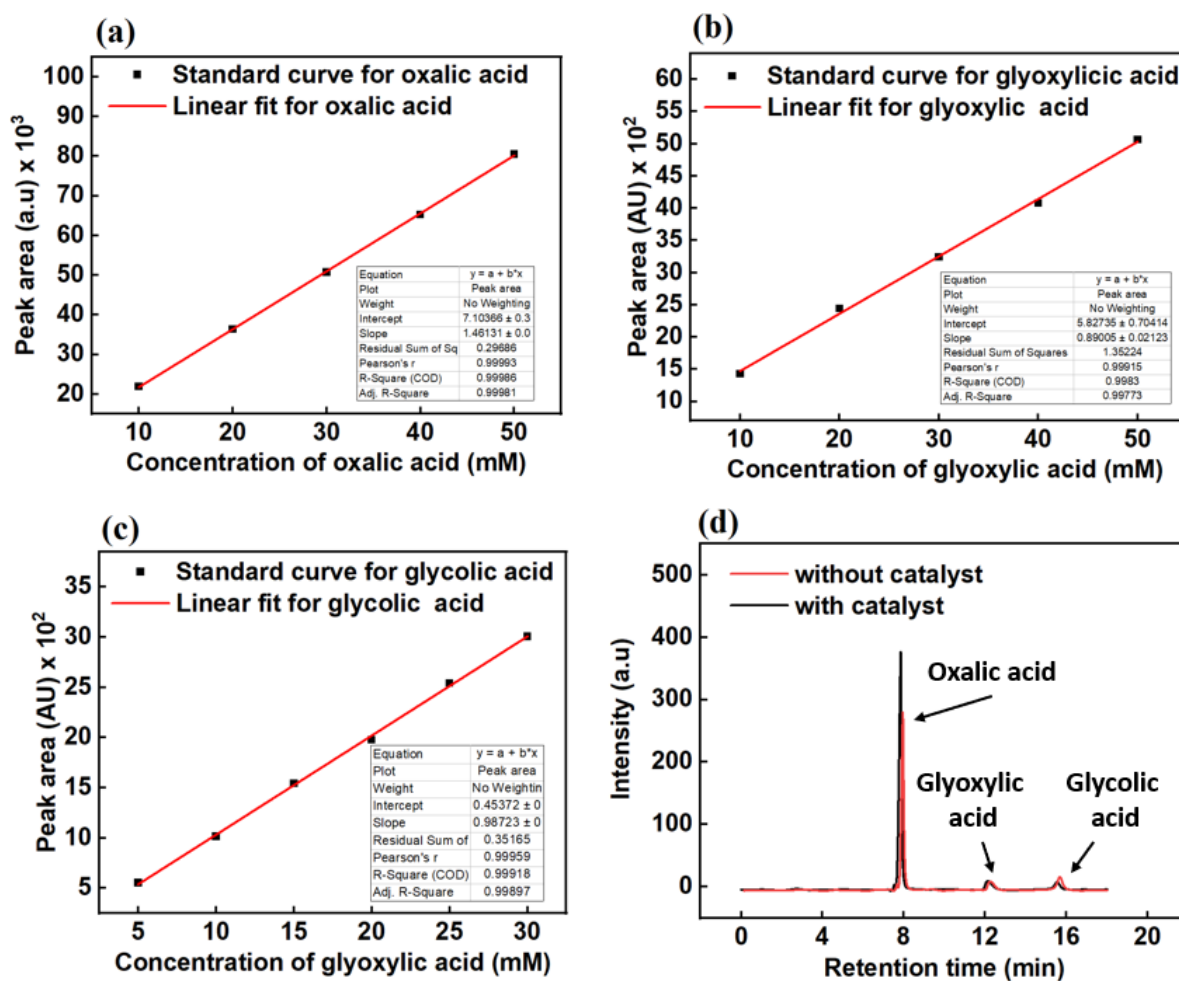 (a)
Standard curve for oxalic acid
Linear fit for oxalic acid
Peak area (a.u) x 10³
100
90
80
70
60
50
40
30
20
Equation y = a + b*x
Plot Peak area
Weight No Weighting
Intercept 7.10366 ± 0.3
Slope 1.46131 ± 0.0
Residual Sum of Sq 0.29686
Pearson's r 0.99993
R-Square (COD) 0.99986
Adj. R-Square 0.99981
10 20 30 40 50
Concentration of oxalic acid (mM)
(b)
Standard curve for glyoxylicic acid
Linear fit for glyoxylic acid
Peak area (AU) x 10²
60
55
50
45
40
35
30
25
20
15
10
Equation y = a + b*x
Plot Peak area
Weight No Weighting
Intercept 5.82735 ± 0.70414
Slope 0.89005 ± 0.02123
Residual Sum of Squares 1.35224
Pearson's r 0.99915
R-Square (COD) 0.9983
Adj. R-Square 0.99773
10 20 30 40 50
Concentration of glyoxylic acid (mM)
(c)
Standard curve for glycolic acid
Linear fit for glycolic acid
Peak area (AU) x 10²
35
30
25
20
15
10
5
Equation y = a + b*x
Plot Peak area
Weight No Weightin
Intercept 0.45372 ± 0
Slope 0.98723 ± 0
Residual Sum of 0.35165
Pearson's r 0.99959
R-Square (COD) 0.99918
Adj. R-Square 0.99897
5 10 15 20 25 30
Concentration of glyoxylic acid (mM)
(d)
without catalyst
with catalyst
Intensity (a.u)
500
400
300
200
100
0
Oxalic acid
Glyoxylic
acid
Glycolic
acid
0 4 8 12 16 20
Retention time (min)